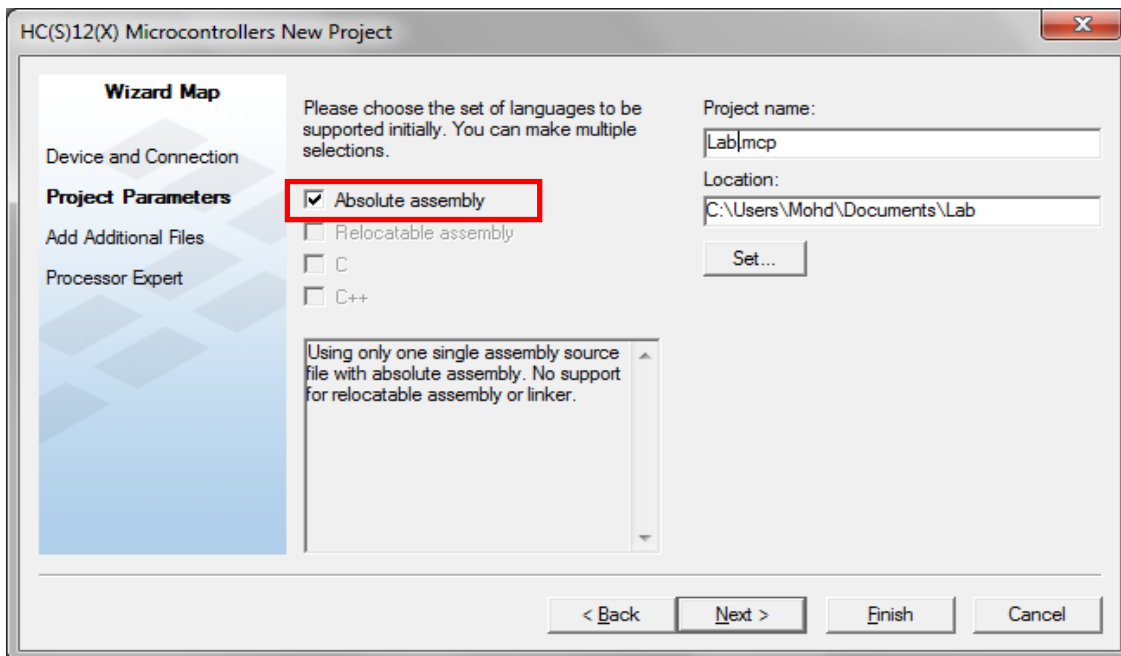 HC(S)12(X) Microcontrollers New Project
Wizard Map
Device and Connection
Project Parameters
Add Additional Files
Processor Expert
Please choose the set of languages to be
supported initially. You can make multiple
selections.
Absolute assembly
Relocatable assembly
C
C++
Using only one single assembly source
file with absolute assembly. No support
for relocatable assembly or linker.
Project name:
Lab.mcp
Location:
C:\Users\Mohd\Documents\Lab
Set...
< Back
Next >
Finish
Cancel